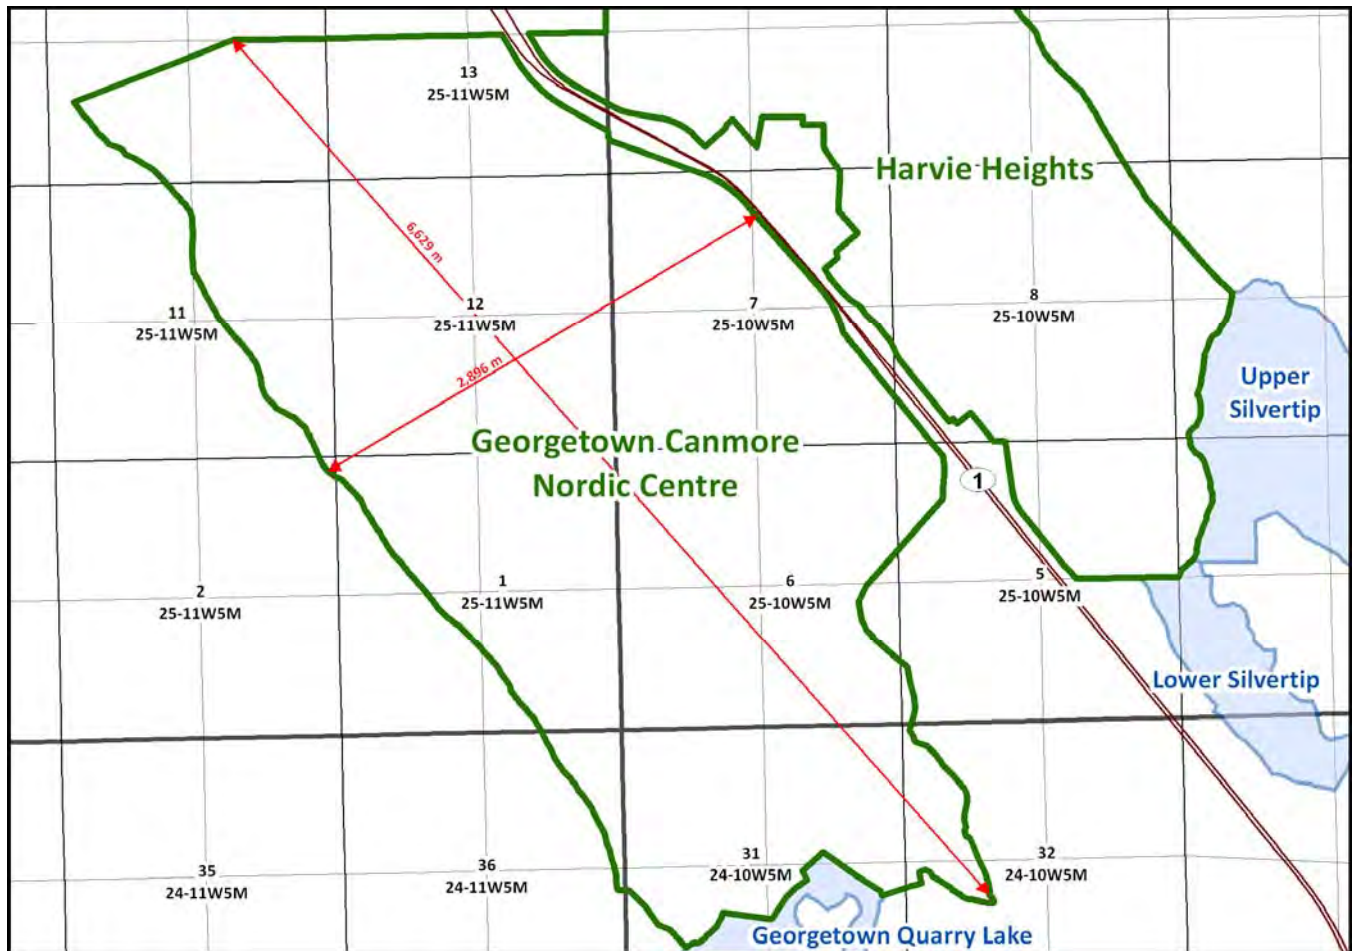 13
25-11W5M
Harvie Heights
6,629 m
11
25-11W5M
12
25-11W5M
7
25-10W5M
8
25-10W5M
2,896 m
Upper
Silvertip
Georgetown Canmore
Nordic Centre
1
2
25-11W5M
1
25-11W5M
6
25-10W5M
5
25-10W5M
Lower Silvertip
35
24-11W5M
36
24-11W5M
31
24-10W5M
32
24-10W5M
Georgetown Quarry Lake